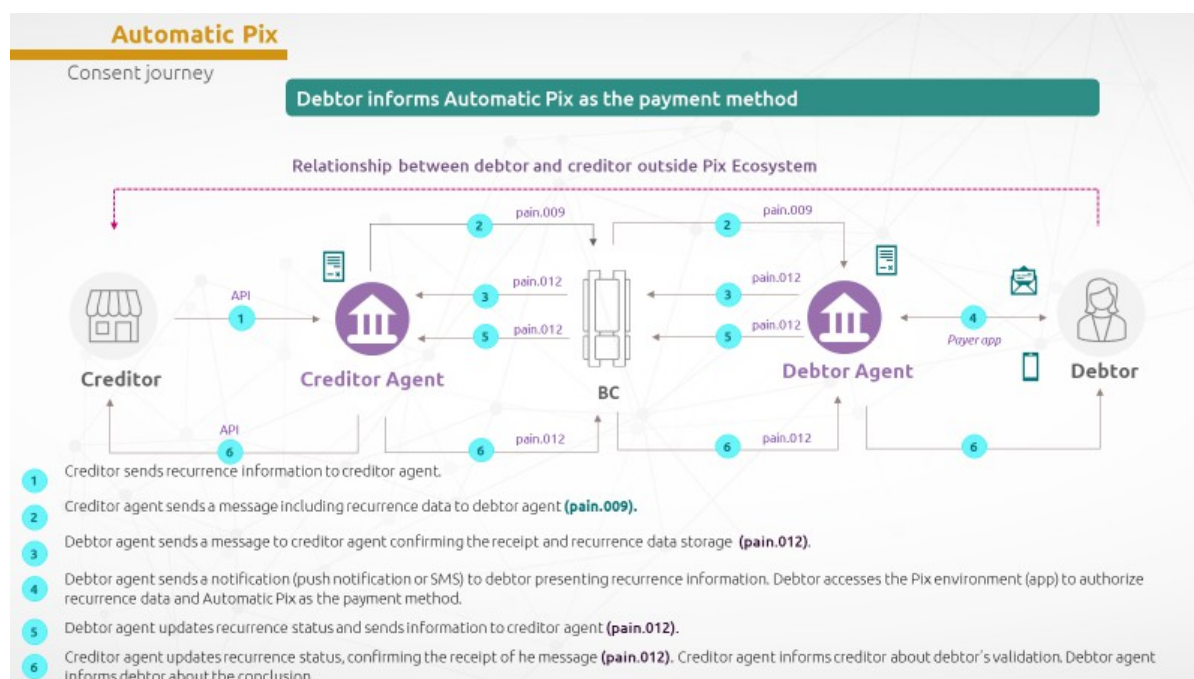 Automatic Pix
Consent journey
Debtor informs Automatic Pix as the payment method
Relationship between debtor and creditor outside Pix Ecosystem
2 pain.009 2 pain.009
API 3 pain.012 3 pain.012
1 5 pain.012 5 pain.012 4
Payer app
Creditor Creditor Agent BC Debtor Agent Debtor
API
6 6 pain.012 6 pain.012 6
1 Creditor sends recurrence information to creditor agent.
2 Creditor agent sends a message including recurrence data to debtor agent (pain.009).
3 Debtor agent sends a message to creditor agent confirming the receipt and recurrence data storage (pain.012).
4 Debtor agent sends a notification (push notification or SMS) to debtor presenting recurrence information. Debtor accesses the Pix environment (app) to authorize
recurrence data and Automatic Pix as the payment method.
5 Debtor agent updates recurrence status and sends information to creditor agent (pain.012).
6 Creditor agent updates recurrence status, confirming the receipt of he message (pain.012). Creditor agent informs creditor about debtor's validation. Debtor agent
informs debtor about the conclusion.